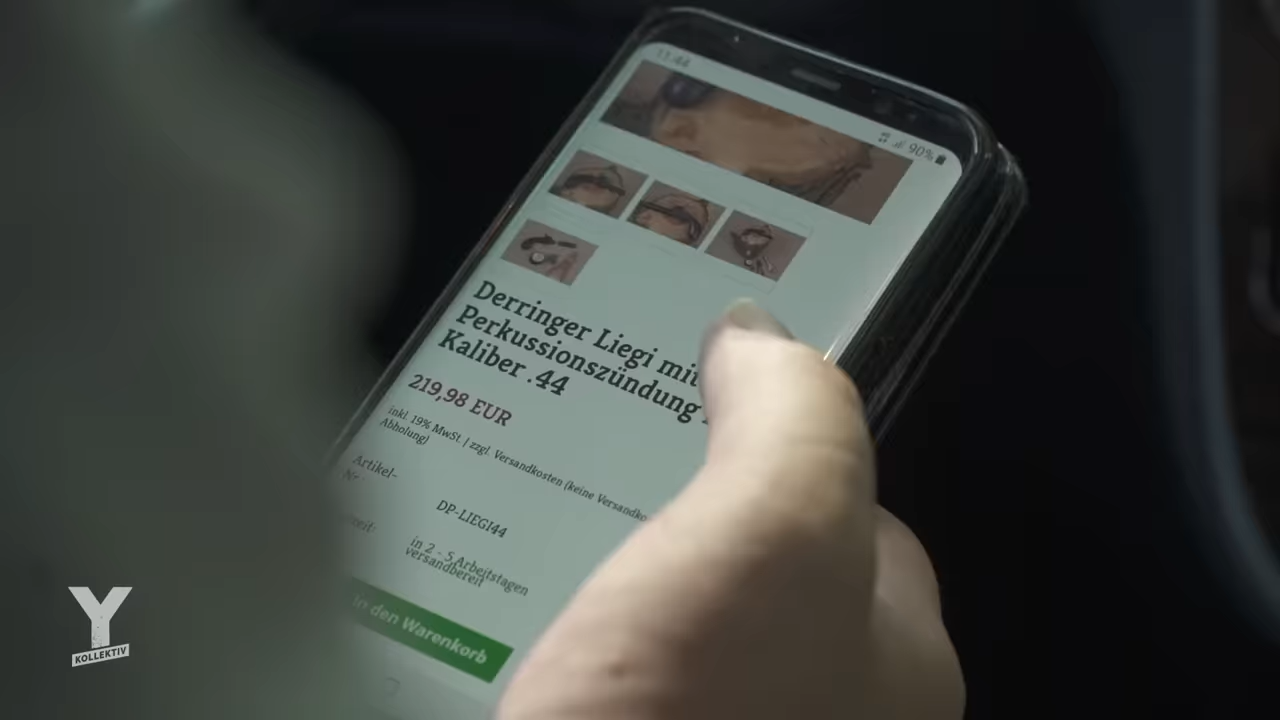 11:44
90%
Derringer Liegi mit
Perkussionszündung
Kaliber .44
219,98 EUR
inkl. 19% MwSt. | zzgl. Versandkosten (keine
Abholung)
Artikel-
Nr.
DP-LIEGI44
in 2 - 5 Arbeitstagen
versandbereit
In den Warenkorb
Y
KOLLEKTIV